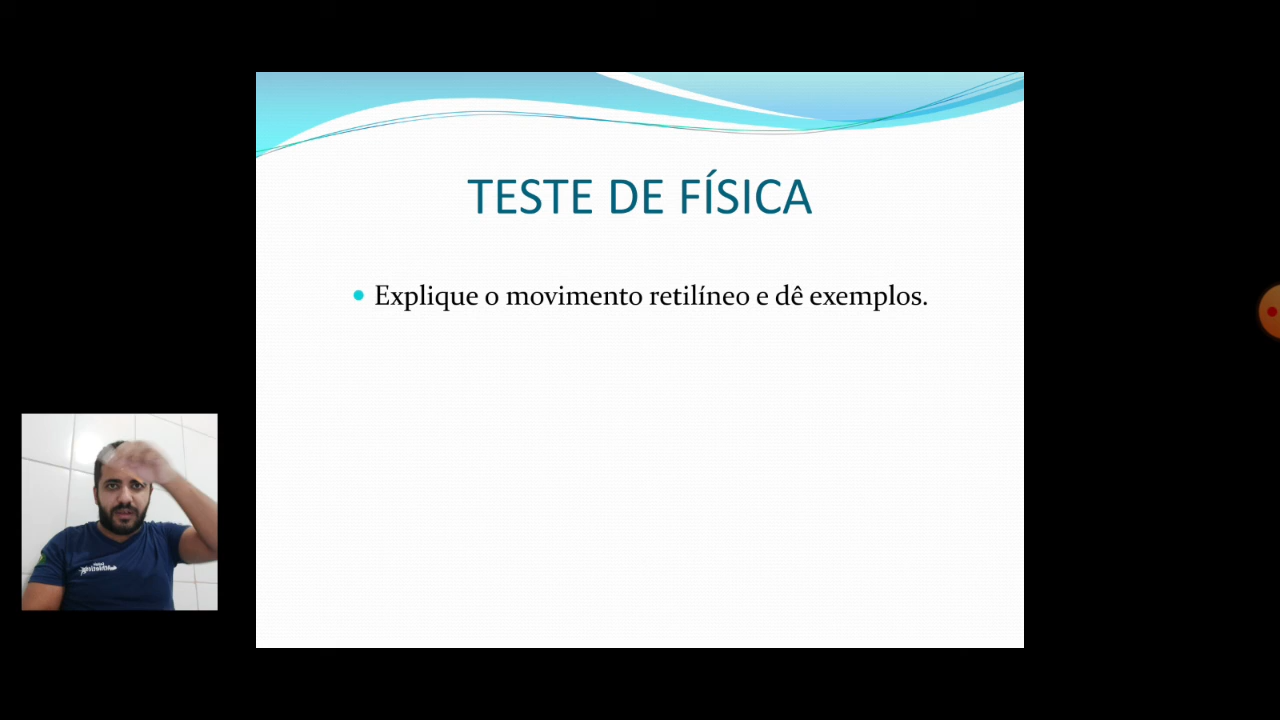 TESTE DE FÍSICA
Explique o movimento retilíneo e dê exemplos.